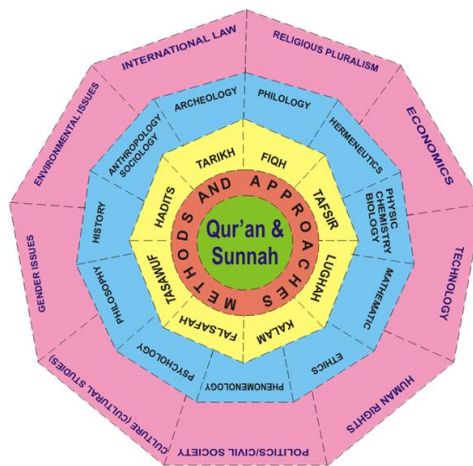 Qur'an &
Sunnah
METHODS AND APPROACHES
TARIKH
FIQH
TAFSIR
LUGHAH
KALAM
FALSAFAH
TASAWUF
HADITS
ARCHEOLOGY
PHILOLOGY
HERMENEUTICS
PHYSIC
CHEMISTRY
BIOLOGY
MATHEMATIC
ETHICS
PHENOMENOLOGY
PSYCHOLOGY
PHILOSOPHY
HISTORY
ANTHROPOLOGY
SOCIOLOGY
INTERNATIONAL LAW
RELIGIOUS PLURALISM
ECONOMICS
TECHNOLOGY
HUMAN RIGHTS
POLITICS/CIVIL SOCIETY
CULTURE (CULTURAL STUDIES)
GENDER ISSUES
ENVIRONMENTAL ISSUES